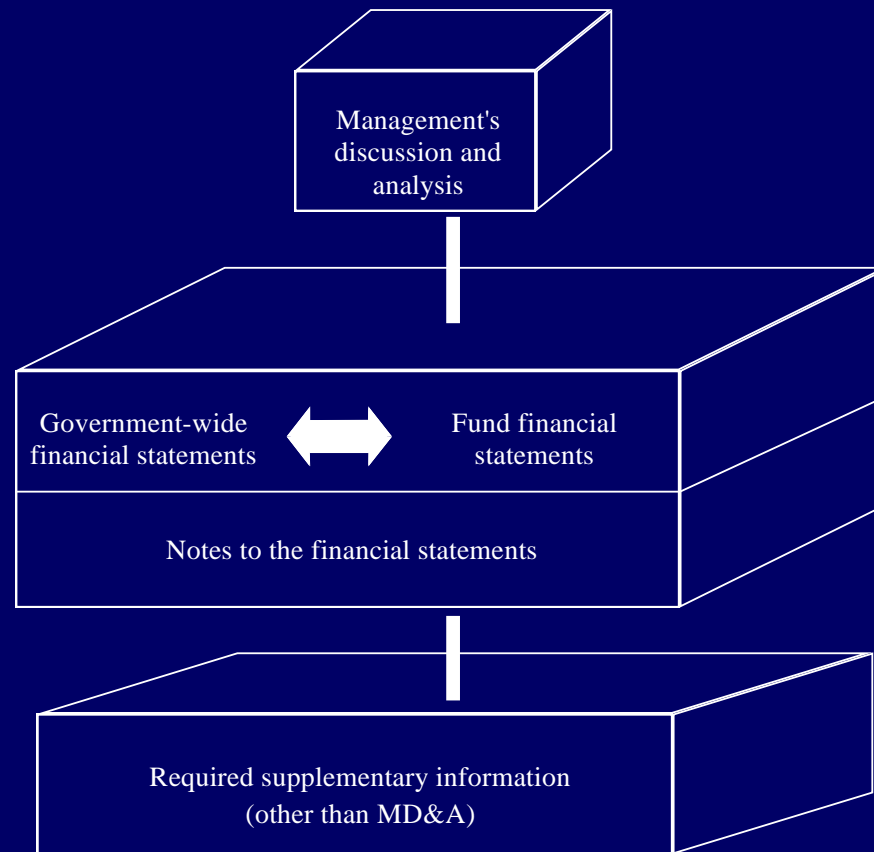 Management's
discussion and
analysis
Government-wide
financial statements
Fund financial
statements
Notes to the financial statements
Required supplementary information
(other than MD&A)